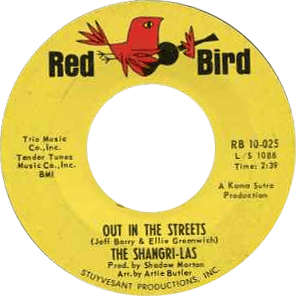 Red Bird
Trio Music
Co., Inc.
Tender Tunes
Music Co., Inc.
BMI
RB 10-025
L/S 1086
Time: 2:39
A Kama Sutra
Production
OUT IN THE STREETS
(Jeff Barry & Ellie Greenwich)
THE SHANGRI-LAS
Prod. by Shadow Morton
Arr. by Artie Butler
STUYVESANT PRODUCTIONS, INC.